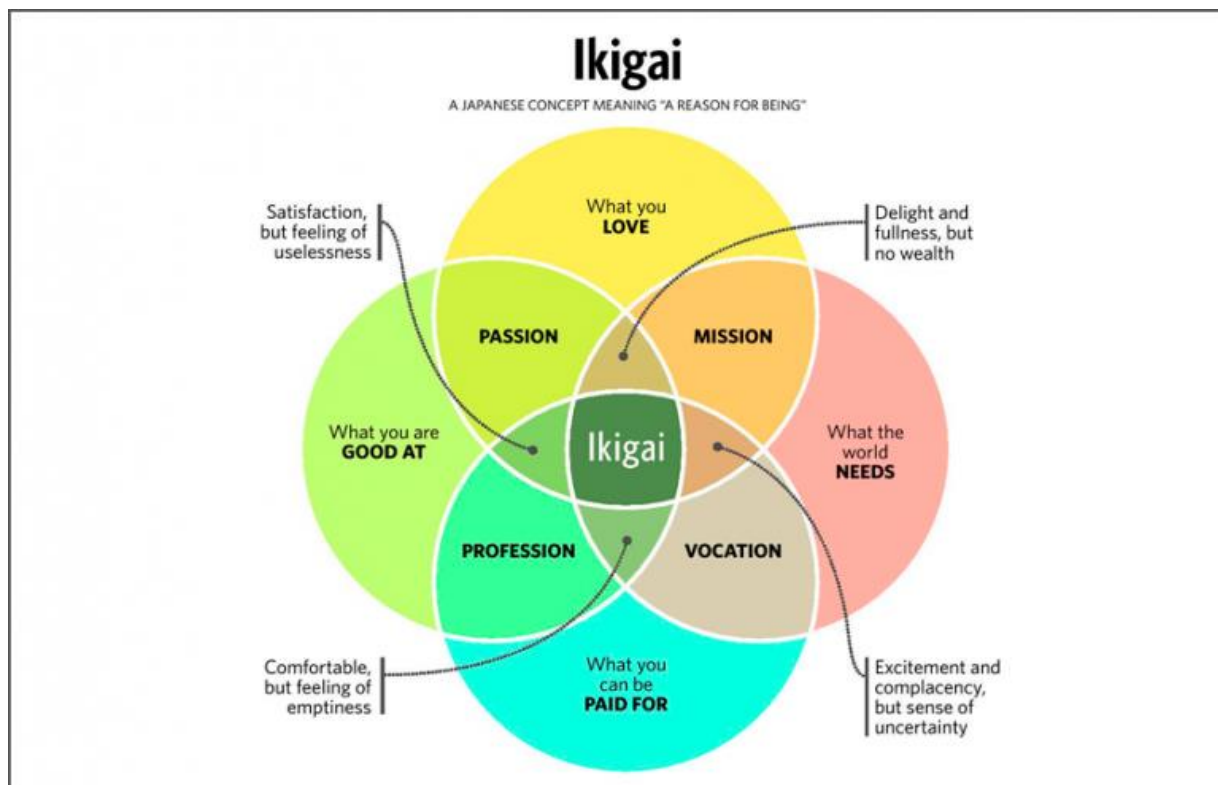 Ikigai
A JAPANESE CONCEPT MEANING “A REASON FOR BEING”
Satisfaction,
but feeling of
uselessness
What you
LOVE
Delight and
fullness, but
no wealth
PASSION
MISSION
What you are
GOOD AT
Ikigai
What the
world
NEEDS
PROFESSION
VOCATION
Comfortable,
but feeling of
emptiness
What you
can be
PAID FOR
Excitement and
complacency,
but sense of
uncertainty